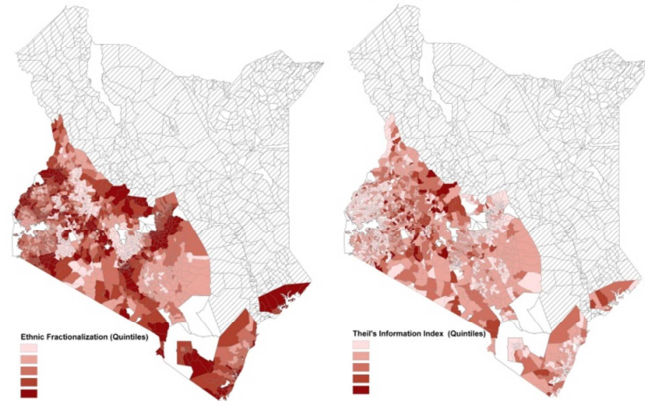 Ethnic Fractionalization (Quintiles)
Theil's Information Index (Quintiles)